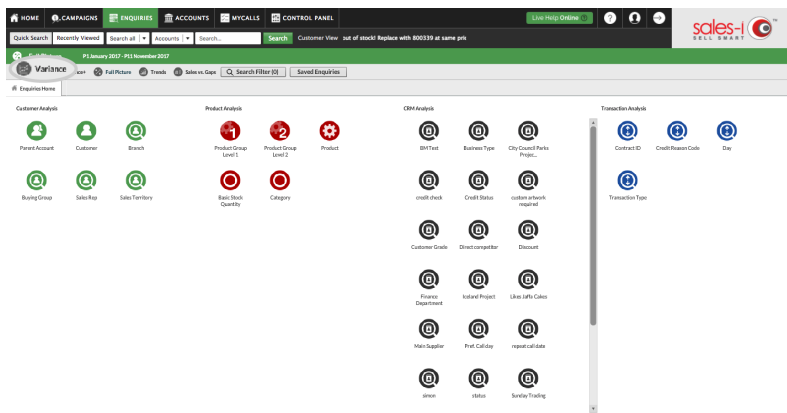 HOME CAMPAIGNS ENQUIRIES ACCOUNTS MYCALLS CONTROL PANEL Live Help Online ?
sales-i
SELL SMART
Quick Search Recently Viewed Search all Accounts Search... Search Customer View out of stock! Replace with 800339 at same pric
P1 January 2017 - P11 November 2017
Variance Full Picture Trends Sales vs. Gaps Search Filter (0) Saved Enquiries
Enquiries Home
Customer Analysis Product Analysis CRM Analysis Transaction Analysis
Parent Account Customer Branch Product Group Level 1 Product Group Level 2 Product BM Test Business Type City Council Parks Projec... Contract ID Credit Reason Code Day
Buying Group Sales Rep Sales Territory Basic Stock Quantity Category credit check Credit Status custom artwork required Transaction Type
Customer Grade Direct competitor Discount
Finance Department Iceland Project Likes Jaffa Cakes
Main Supplier Pref. Callday repeat call date
simon status Sunday Trading